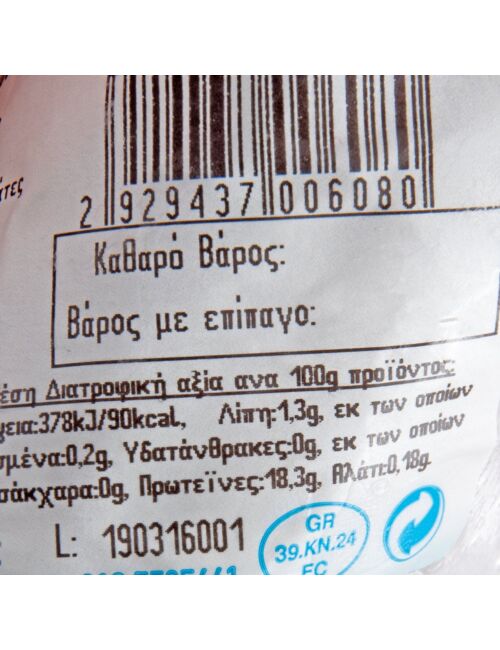 2 929437 006080
Καθαρό Βάρος:
Βάρος με επίπαγο:
Διατροφική αξία ανα 100g προϊόντος:
378kJ/90kcal, Λίπη:1,3g, εκ των οποίων
0,2g, Υδατάνθρακες:0g, εκ των οποίων
σάκχαρα:0g, Πρωτεΐνες:18,3g, Αλάτι:0,18g.
L: 190316001
GR
39.KN.24
EC